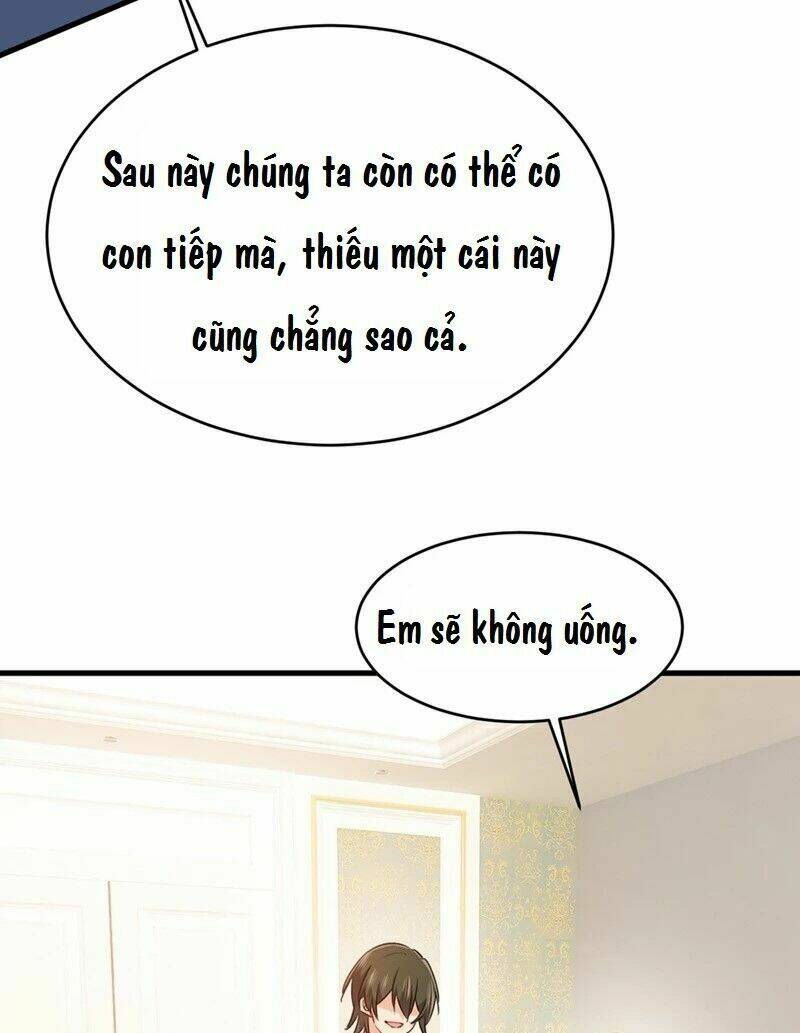 Sau này chúng ta còn có thể có
con tiếp mà, thiếu một cái này
cũng chẳng sao cả.
Em sẽ không uống.